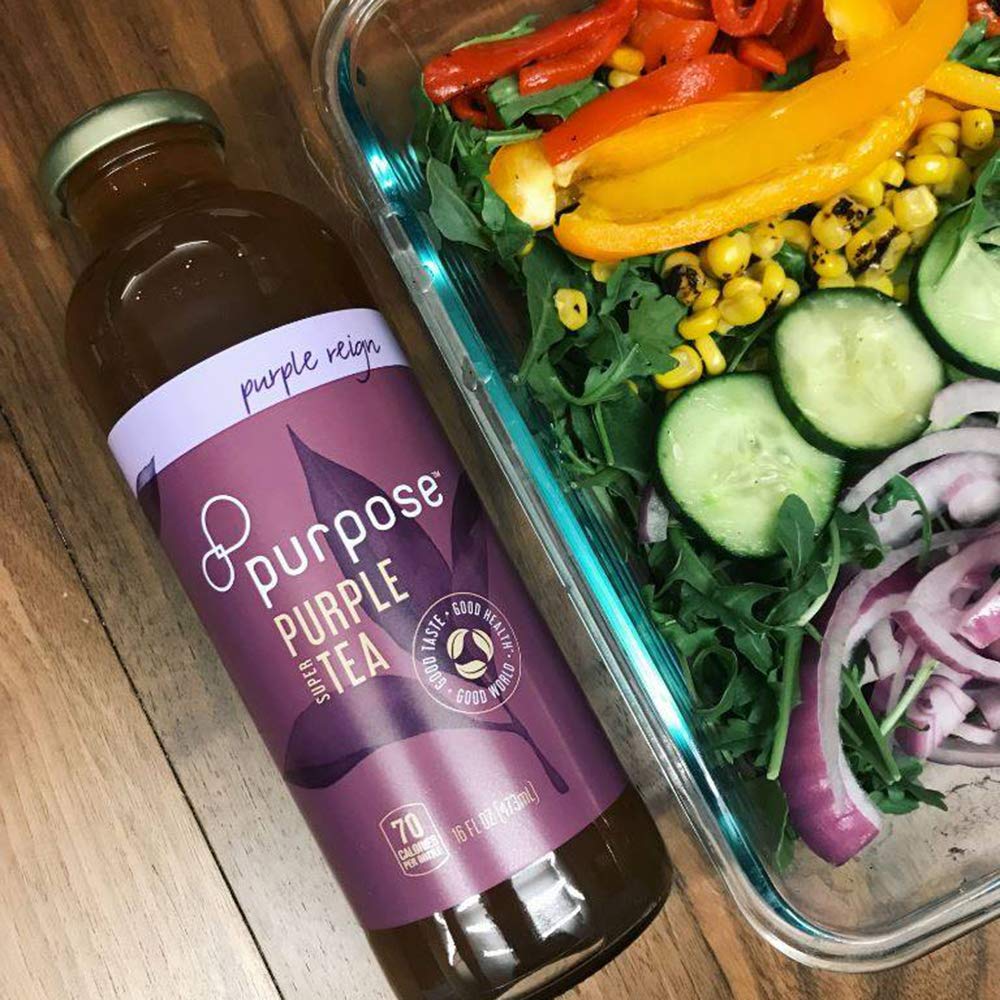 purple reign
purpose™
SUPER
PURPLE
TEA
GOOD TASTE • GOOD HEALTH™ • GOOD WORLD
70
CALORIES
PER BOTTLE
16 FL OZ (473mL)